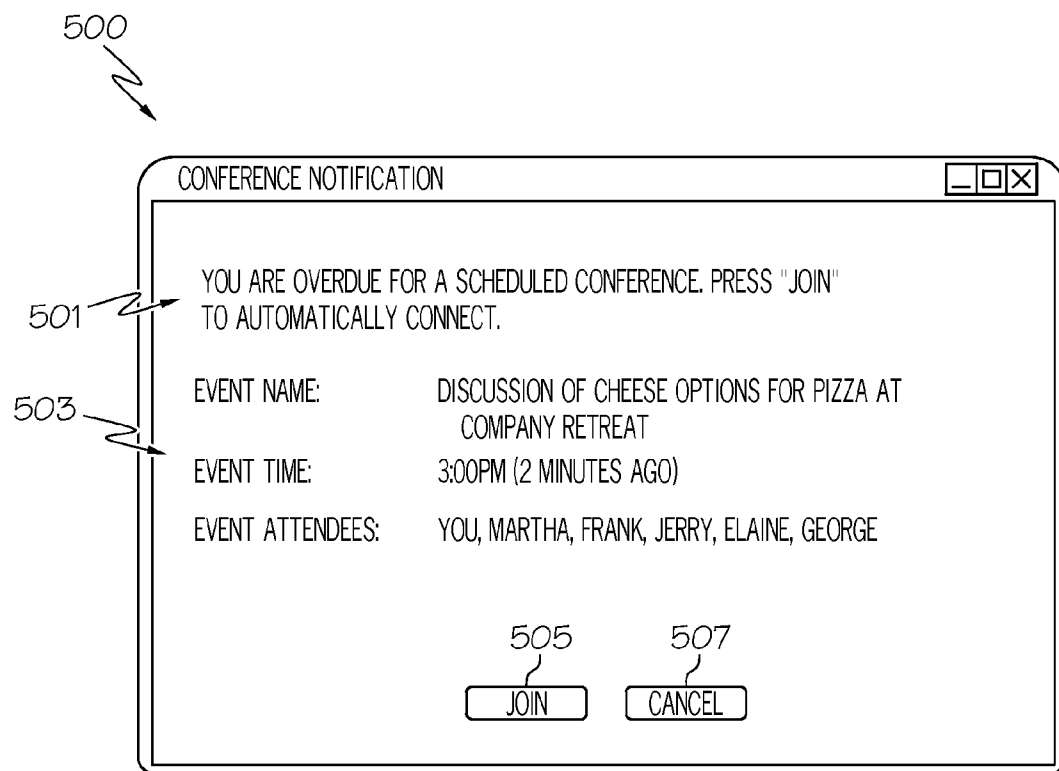 500
CONFERENCE NOTIFICATION
YOU ARE OVERDUE FOR A SCHEDULED CONFERENCE. PRESS "JOIN"
501
TO AUTOMATICALLY CONNECT.
EVENT NAME: DISCUSSION OF CHEESE OPTIONS FOR PIZZA AT
503
COMPANY RETREAT
EVENT TIME: 3:00PM (2 MINUTES AGO)
EVENT ATTENDEES: YOU, MARTHA, FRANK, JERRY, ELAINE, GEORGE
505 507
JOIN CANCEL